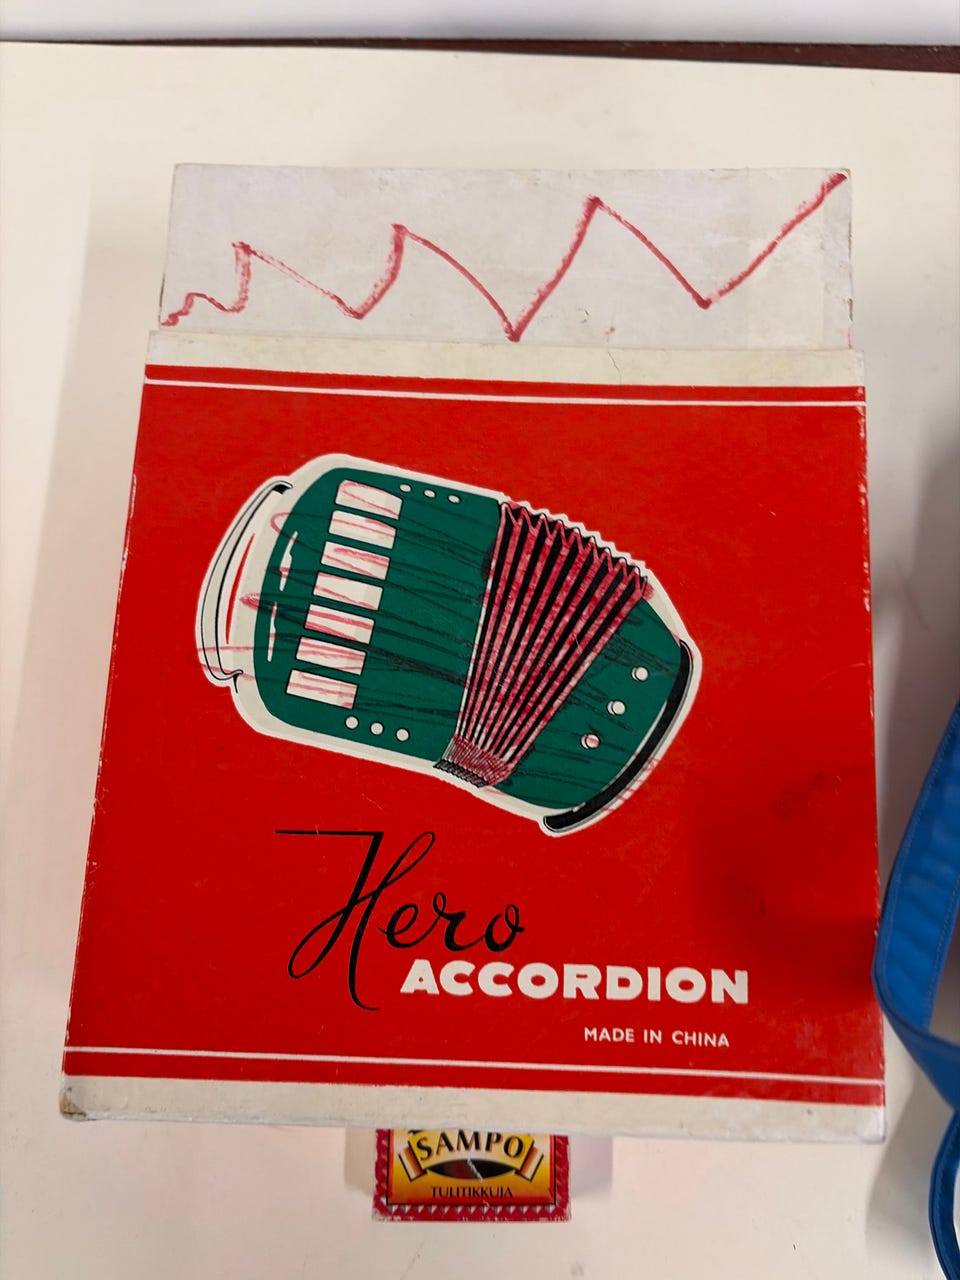 Hero
ACCORDION
MADE IN CHINA
SAMPO
TULITIKKUJA